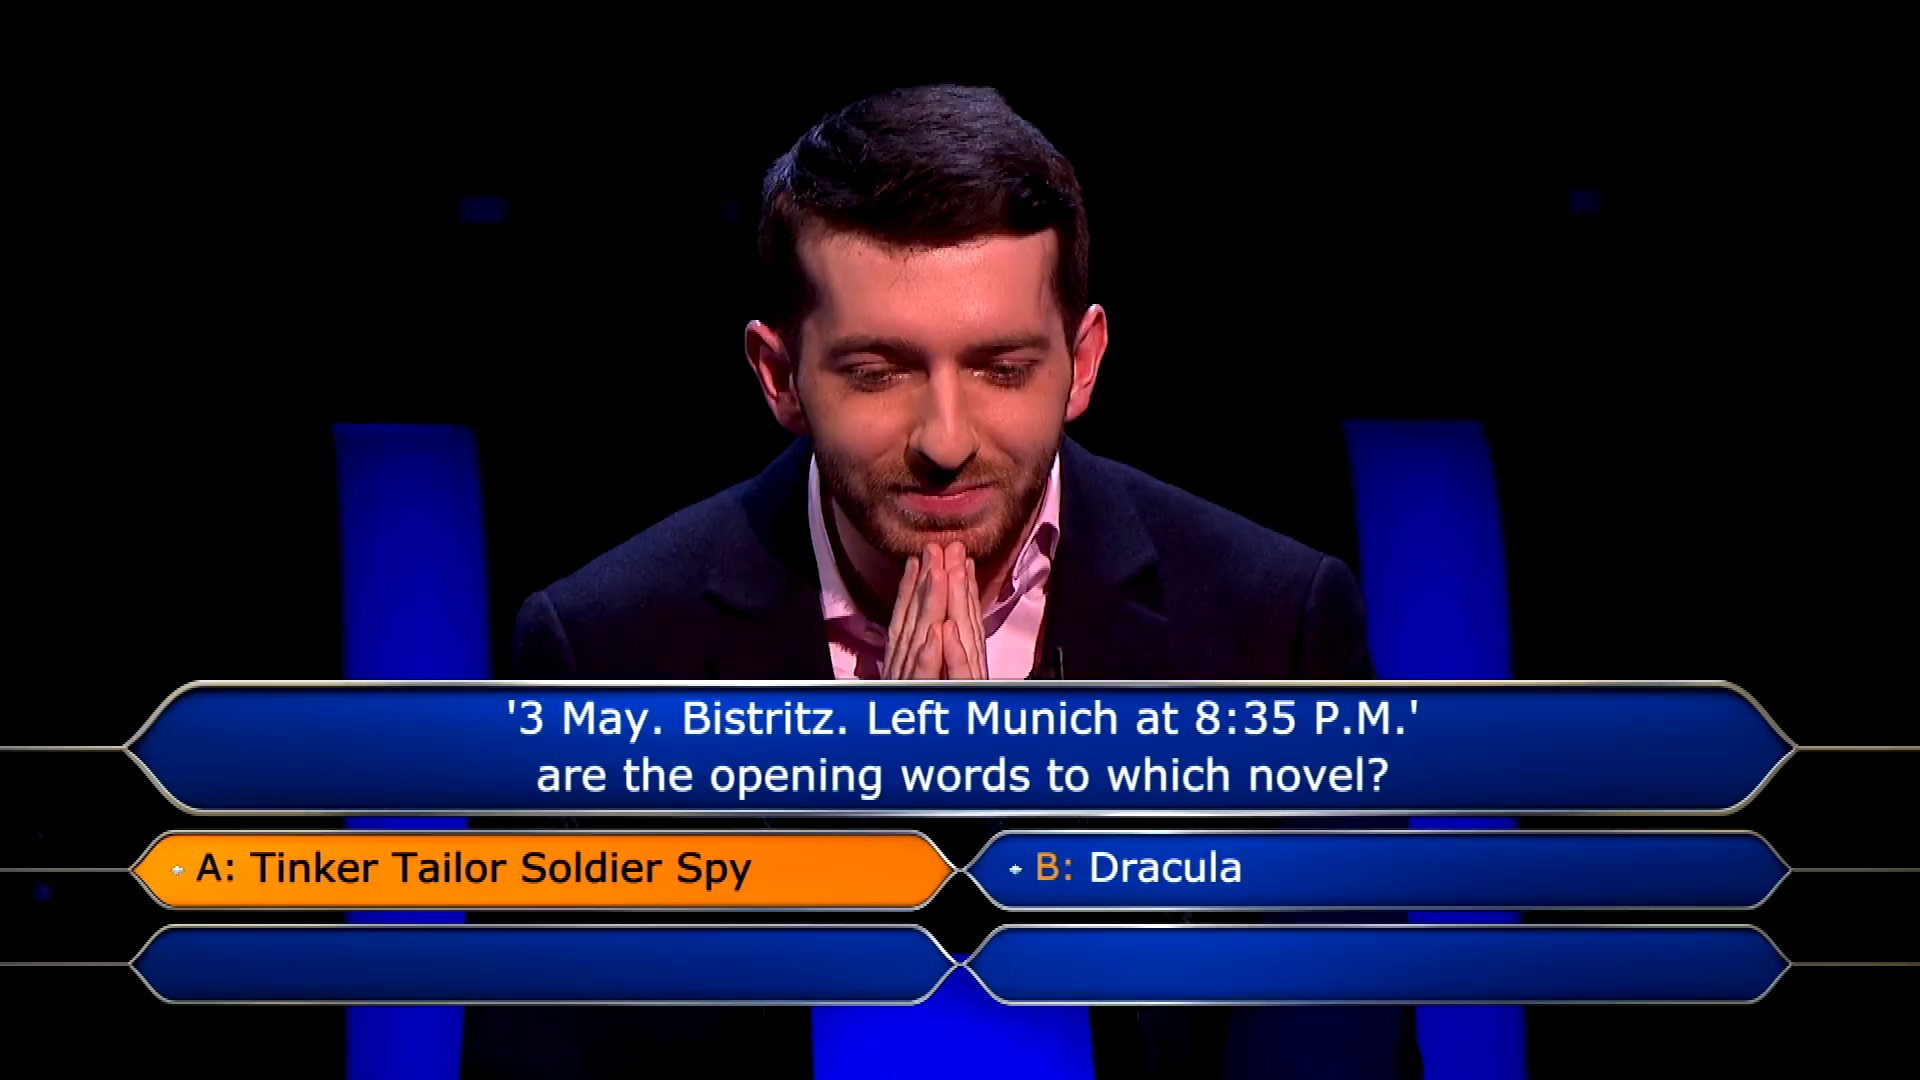 '3 May. Bistritz. Left Munich at 8:35 P.M.'
are the opening words to which novel?
A: Tinker Tailor Soldier Spy
B: Dracula